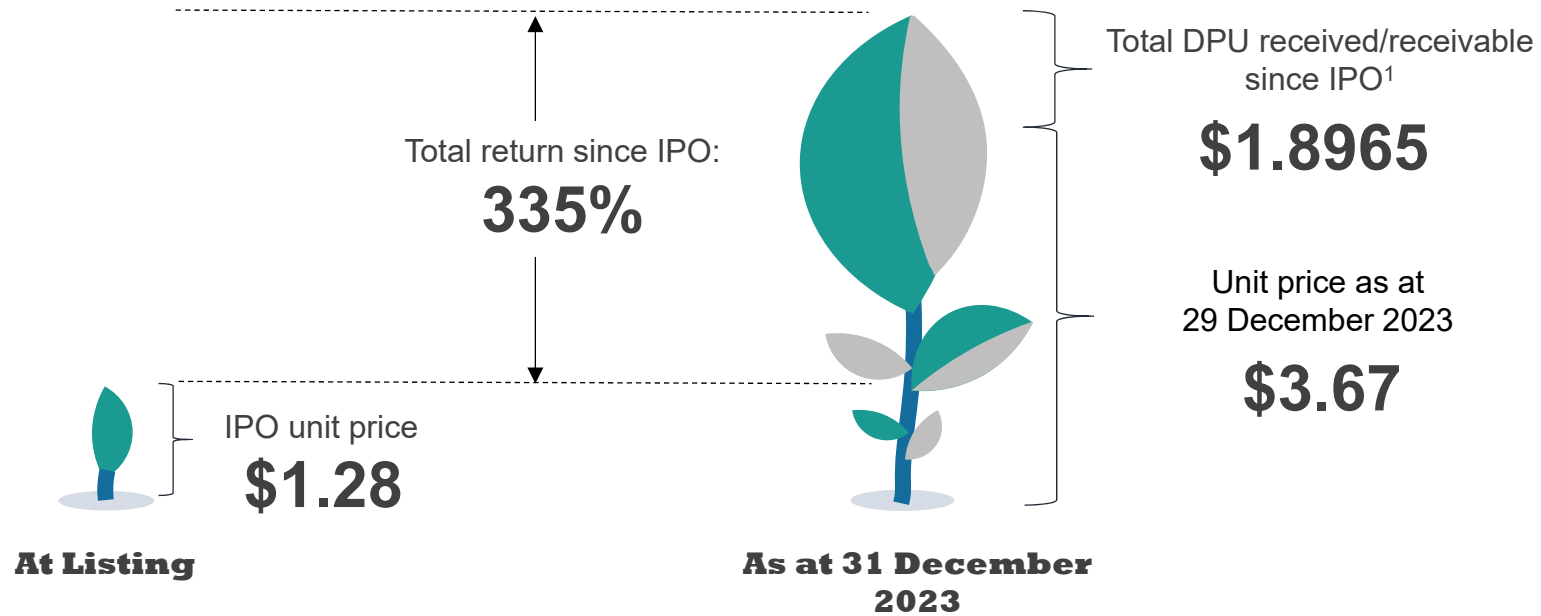 Total return since IPO:
335%
Total DPU received/receivable
since IPO¹
$1.8965
Unit price as at
29 December 2023
$3.67
IPO unit price
$1.28
At Listing
As at 31 December
2023